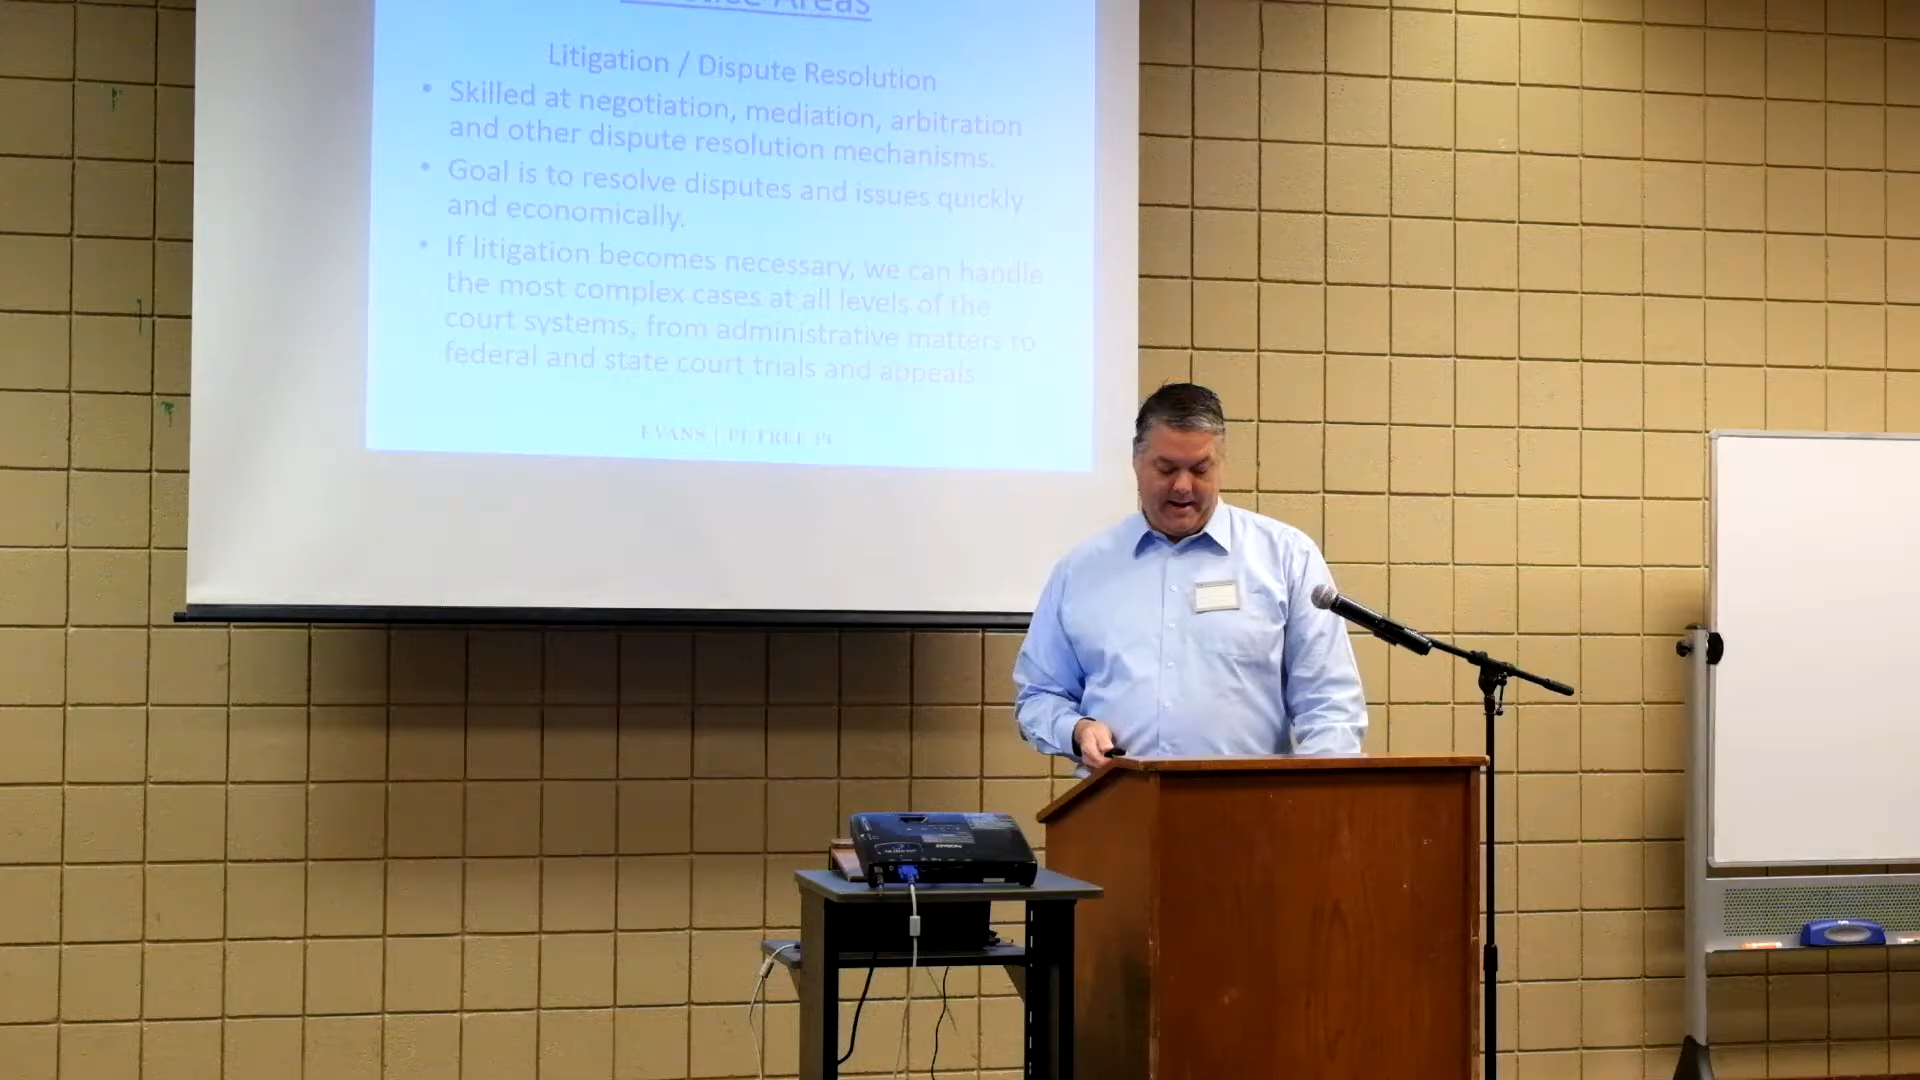 Areas
Litigation / Dispute Resolution
• Skilled at negotiation, mediation, arbitration
and other dispute resolution mechanisms.
• Goal is to resolve disputes and issues quickly
and economically.
• If litigation becomes necessary, we can handle
the most complex cases at all levels of the
court systems, from administrative matters to
federal and state court trials and appeals.
EVANS | PETREE PC